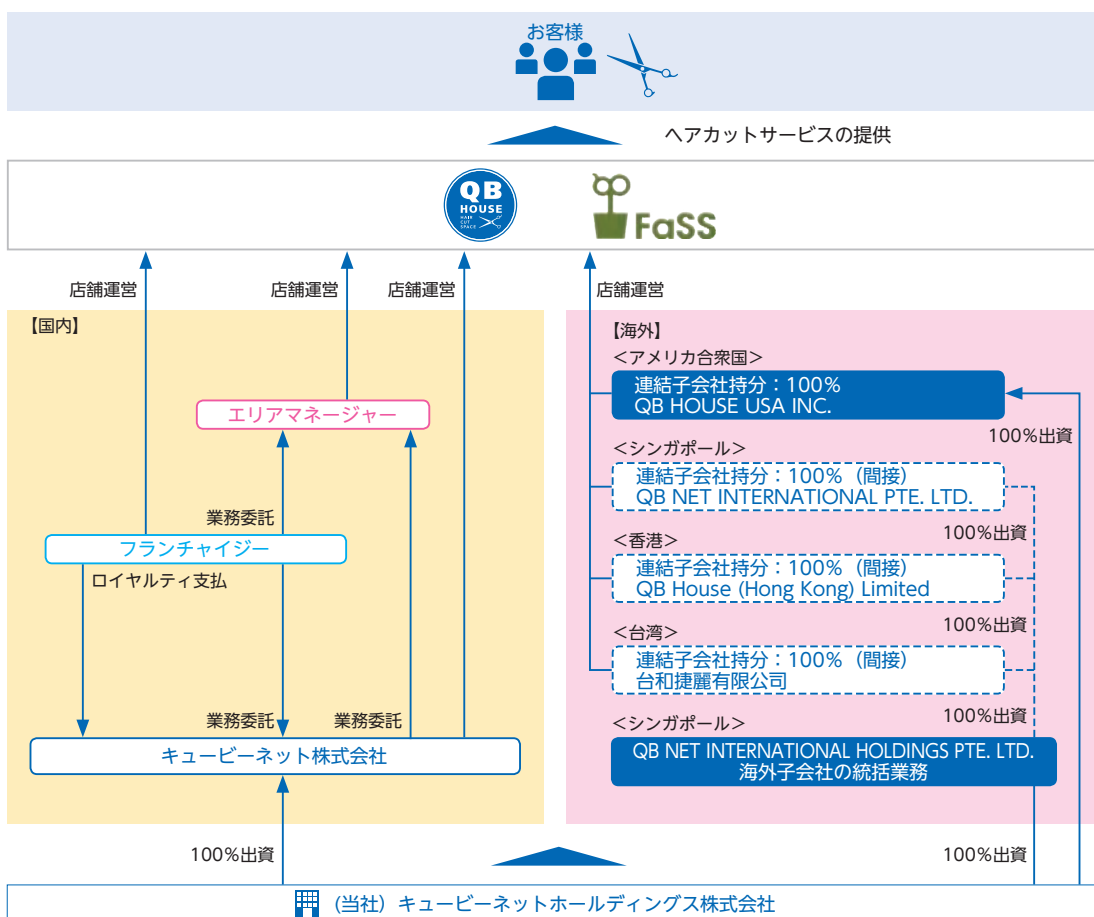 お客様
ヘアカットサービスの提供
QB
HOUSE
HAIR
CUT
SPACE
FaSS
店舗運営
店舗運営
店舗運営
店舗運営
【国内】
エリアマネージャー
業務委託
フランチャイジー
ロイヤルティ支払
業務委託
業務委託
キュービーネット株式会社
100%出資
【海外】
＜アメリカ合衆国＞
連結子会社持分：100%
QB HOUSE USA INC.
100%出資
＜シンガポール＞
連結子会社持分：100%（間接）
QB NET INTERNATIONAL PTE. LTD.
100%出資
＜香港＞
連結子会社持分：100%（間接）
QB House (Hong Kong) Limited
100%出資
＜台湾＞
連結子会社持分：100%（間接）
台和捷麗有限公司
100%出資
＜シンガポール＞
QB NET INTERNATIONAL HOLDINGS PTE. LTD.
海外子会社の統括業務
100%出資
(当社）キュービーネットホールディングス株式会社